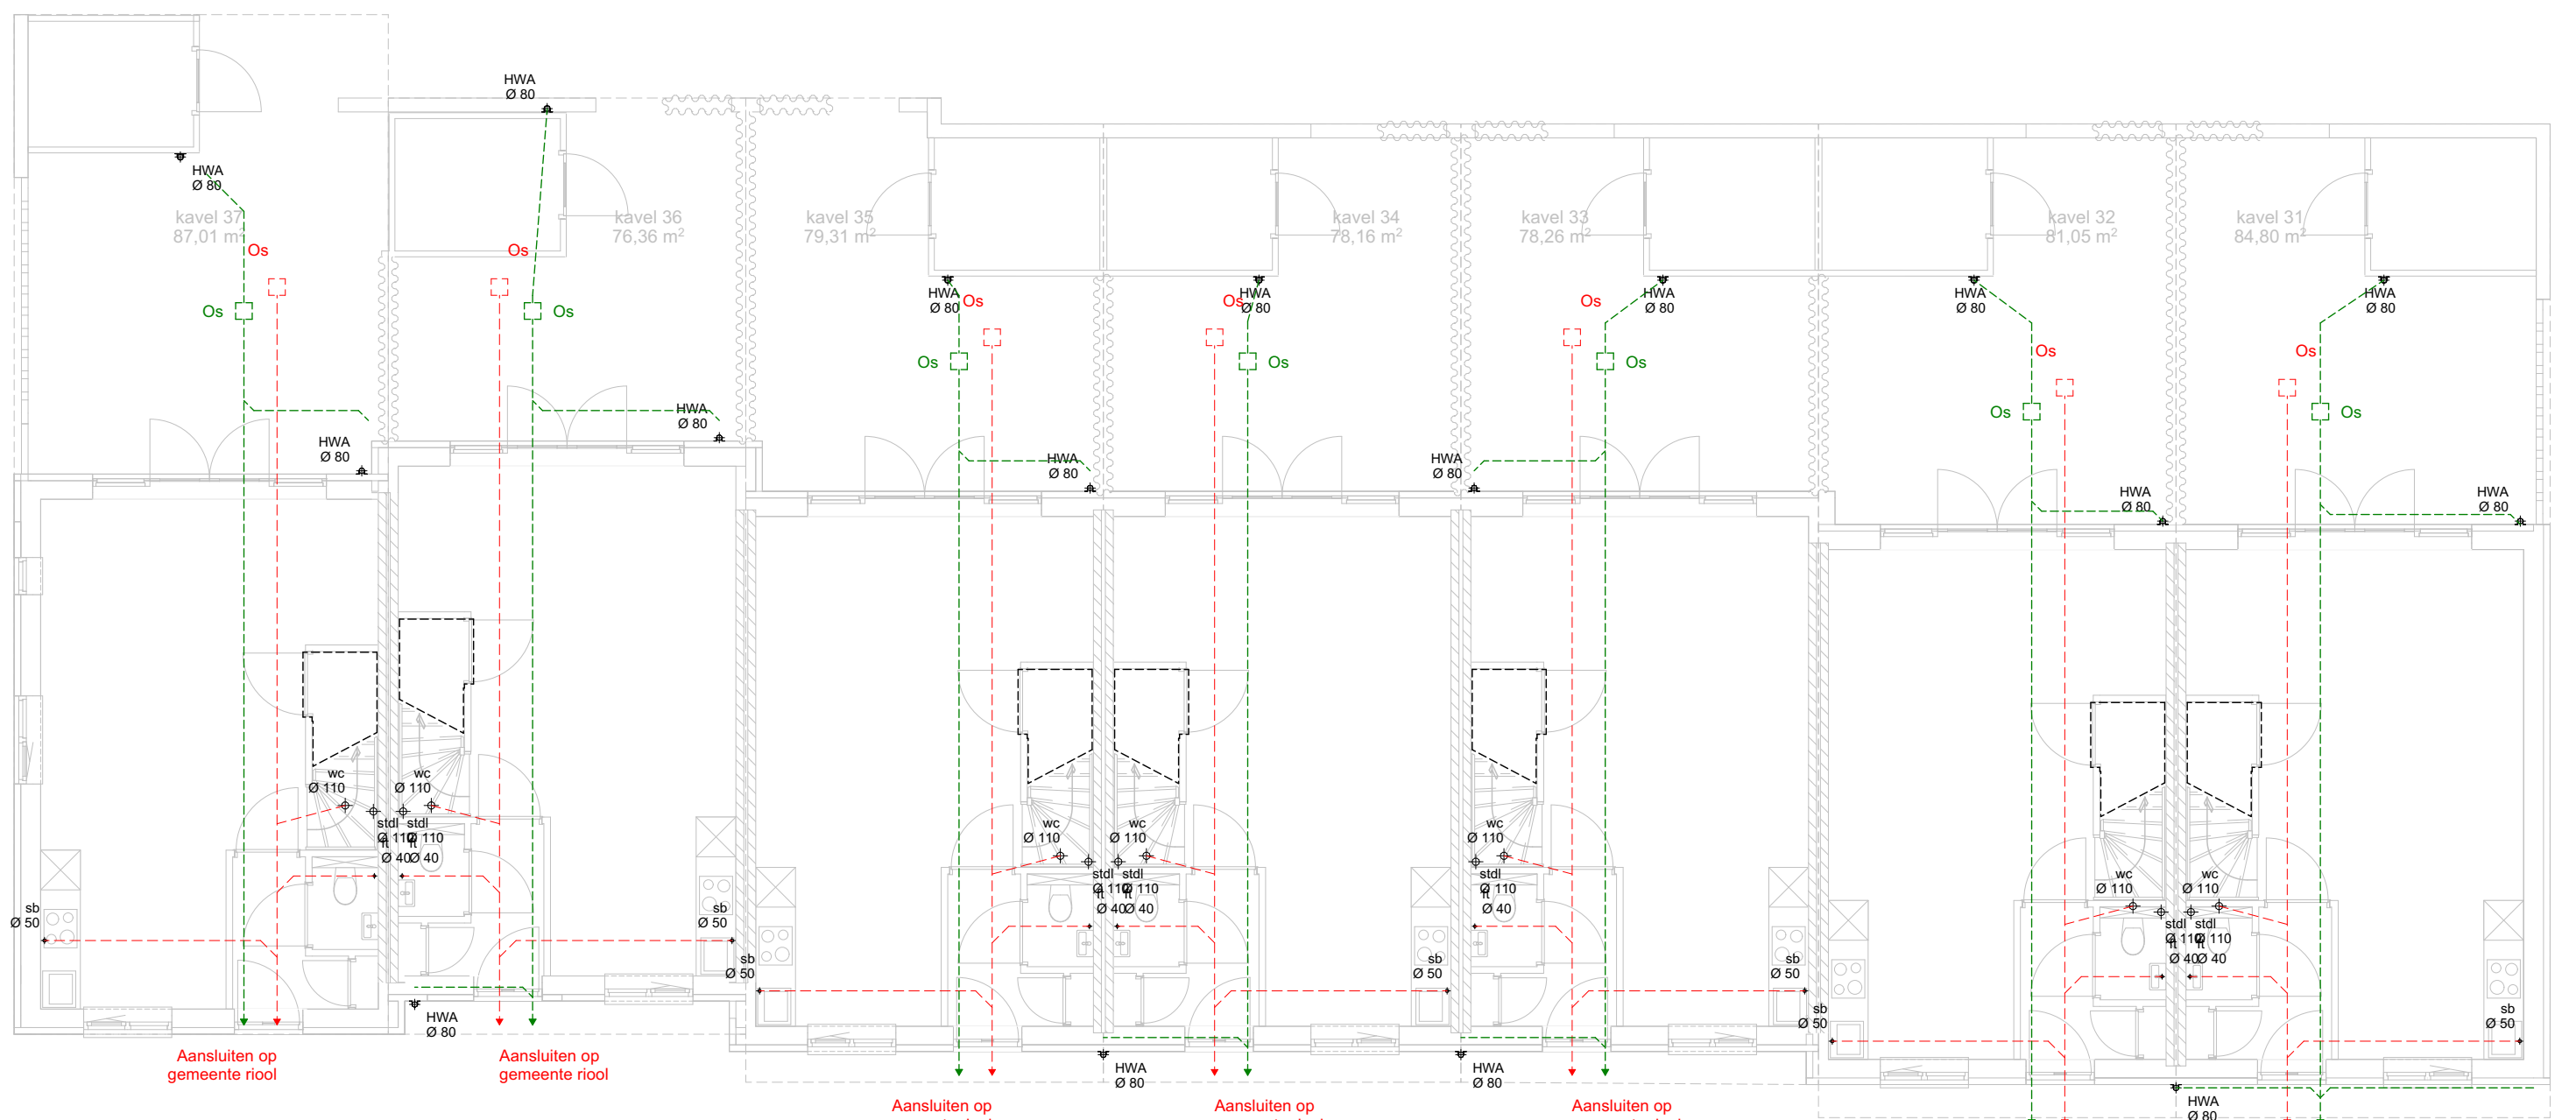 HWA
Ø 80
HWA
Ø 80
kavel 37
87,01 m²
kavel 36
76,36 m²
kavel 35
79,31 m²
kavel 34
78,16 m²
kavel 33
78,26 m²
kavel 32
81,05 m²
kavel 31
84,80 m²
Os
Os
HWA
Ø 80
Os
Os
HWA
Ø 80
Os
HWA
Ø 80
HWA
Ø 80
HWA
Ø 80
Os
Os
Os
Os
Os
Os
Os
Os
Os
Os
HWA
Ø 80
HWA
Ø 80
HWA
Ø 80
HWA
Ø 80
HWA
Ø 80
HWA
Ø 80
wc
Ø 110
wc
Ø 110
stdl
Ø 110
stdl
Ø 110
ft
Ø 40
Ø 40
wc
Ø 110
wc
Ø 110
wc
Ø 110
stdl
Ø 110
stdl
Ø 110
ft
Ø 40
Ø 40
stdl
Ø 110
ft
Ø 40
wc
Ø 110
wc
Ø 110
stdl
Ø 110
stdl
Ø 110
ft
Ø 40
Ø 40
sb
Ø 50
sb
Ø 50
sb
Ø 50
sb
Ø 50
sb
Ø 50
sb
Ø 50
sb
Ø 50
HWA
Ø 80
Aansluiten op
gemeente riool
Aansluiten op
gemeente riool
HWA
Ø 80
HWA
Ø 80
Aansluiten op
Aansluiten op
Aansluiten op
HWA
Ø 80